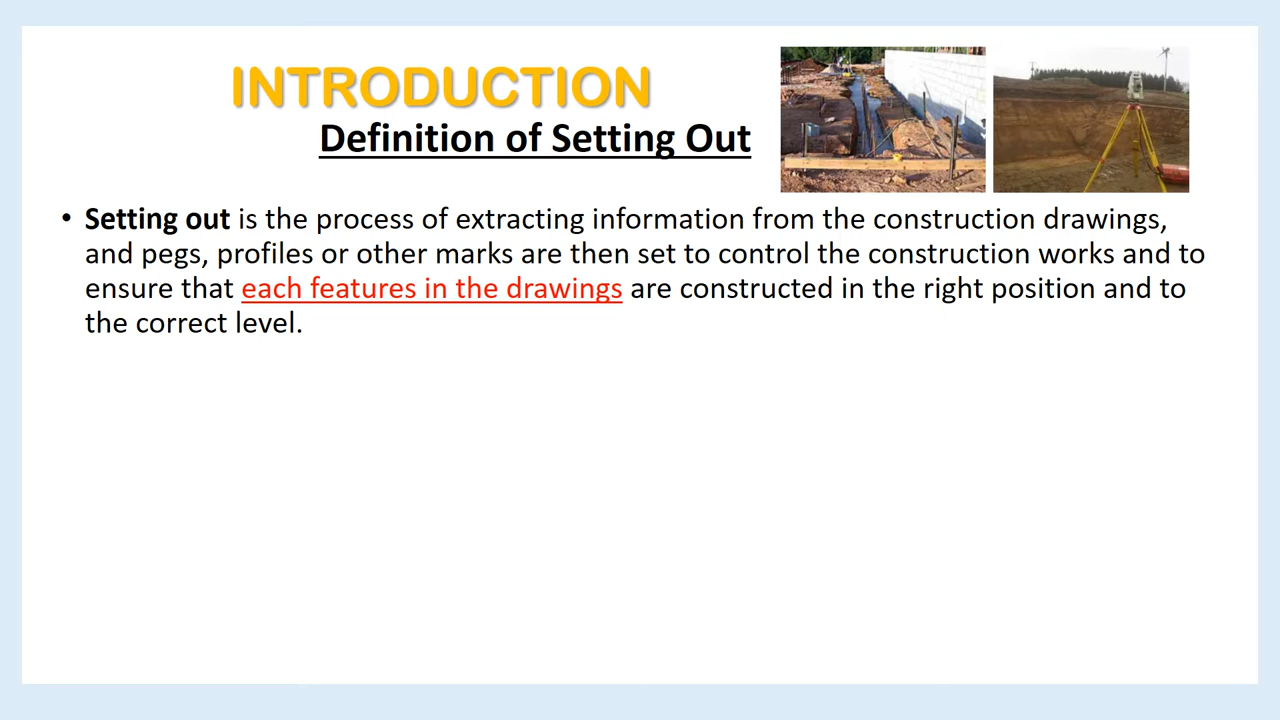 INTRODUCTION
Definition of Setting Out
• Setting out is the process of extracting information from the construction drawings,
and pegs, profiles or other marks are then set to control the construction works and to
ensure that each features in the drawings are constructed in the right position and to
the correct level.